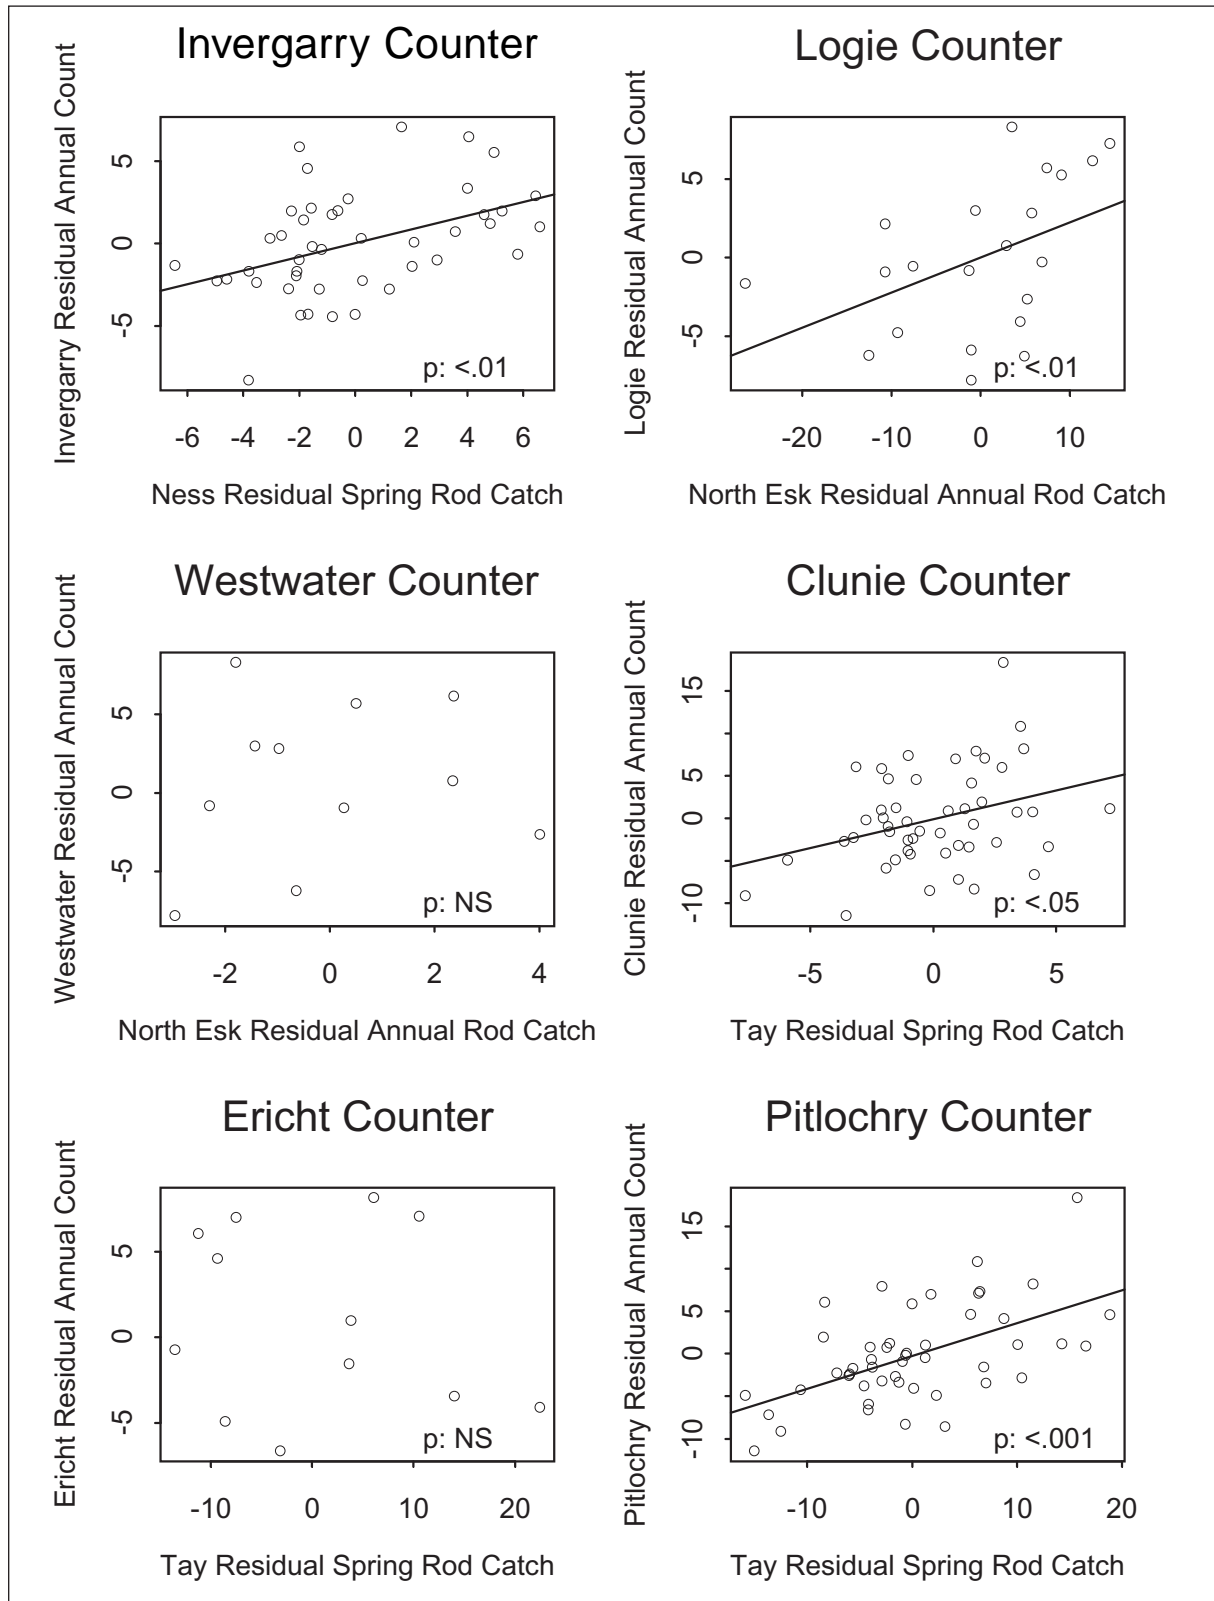 Invergarry Counter
Invergarry Residual Annual Count
5
0
-5
p: <.01
-6 -4 -2 0 2 4 6
Ness Residual Spring Rod Catch
Logie Counter
Logie Residual Annual Count
5
0
-5
p: <.01
-20 -10 0 10
North Esk Residual Annual Rod Catch
Westwater Counter
Westwater Residual Annual Count
5
0
-5
p: NS
-2 0 2 4
North Esk Residual Annual Rod Catch
Clunie Counter
Clunie Residual Annual Count
15
5
0
-10
p: <.05
-5 0 5
Tay Residual Spring Rod Catch
Ericht Counter
Ericht Residual Annual Count
5
0
-5
p: NS
-10 0 10 20
Tay Residual Spring Rod Catch
Pitlochry Counter
Pitlochry Residual Annual Count
15
5
0
-10
p: <.001
-10 0 10 20
Tay Residual Spring Rod Catch